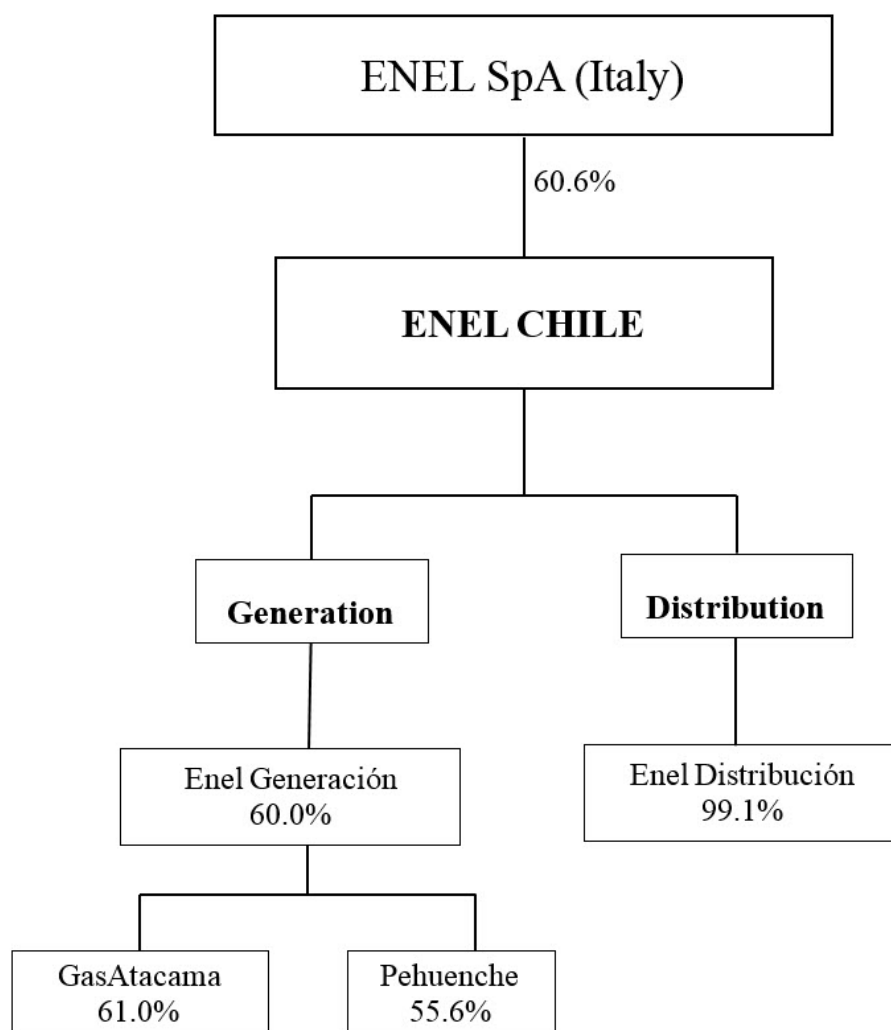 ENEL SpA (Italy)
60.6%
ENEL CHILE
Generation
Distribution
Enel Generación
60.0%
Enel Distribución
99.1%
GasAtacama
61.0%
Pehuenche
55.6%